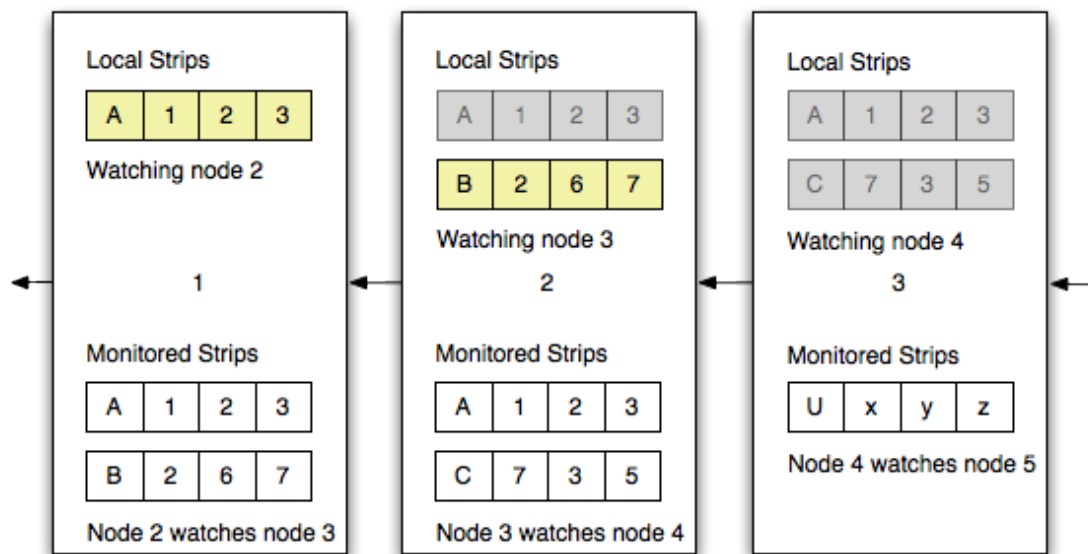 Local Strips
A 1 2 3
Watching node 2
1
Monitored Strips
A 1 2 3
B 2 6 7
Node 2 watches node 3
Local Strips
A 1 2 3
B 2 6 7
Watching node 3
2
Monitored Strips
A 1 2 3
C 7 3 5
Node 3 watches node 4
Local Strips
A 1 2 3
C 7 3 5
Watching node 4
3
Monitored Strips
U x y z
Node 4 watches node 5